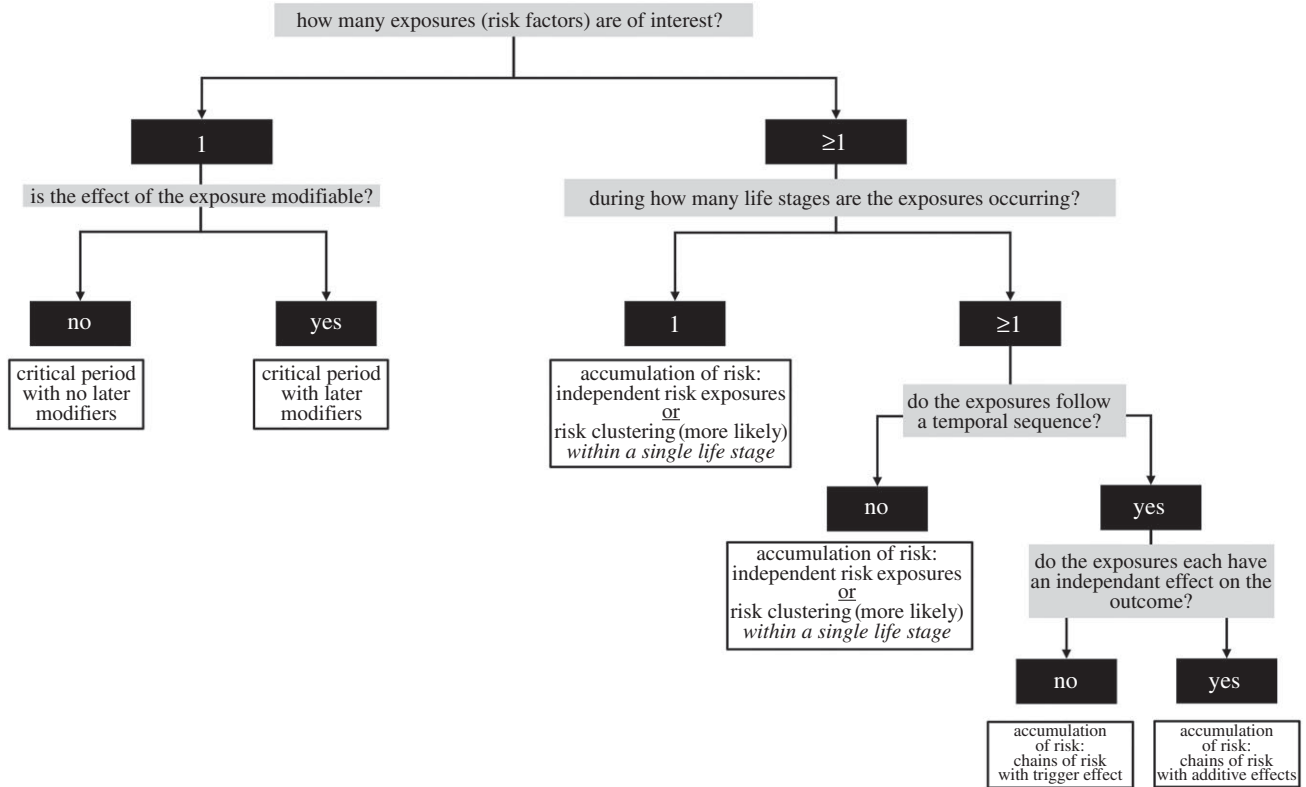 how many exposures (risk factors) are of interest?
1
≥1
is the effect of the exposure modifiable?
during how many life stages are the exposures occurring?
no
yes
1
≥1
critical period
with no later
modifiers
critical period
with later
modifiers
accumulation of risk:
independent risk exposures
or
risk clustering (more likely)
within a single life stage
do the exposures follow
a temporal sequence?
no
yes
accumulation of risk:
independent risk exposures
or
risk clustering (more likely)
within a single life stage
do the exposures each have
an independant effect on the
outcome?
no
yes
accumulation
of risk:
chains of risk
with trigger effect
accumulation
of risk:
chains of risk
with additive effects